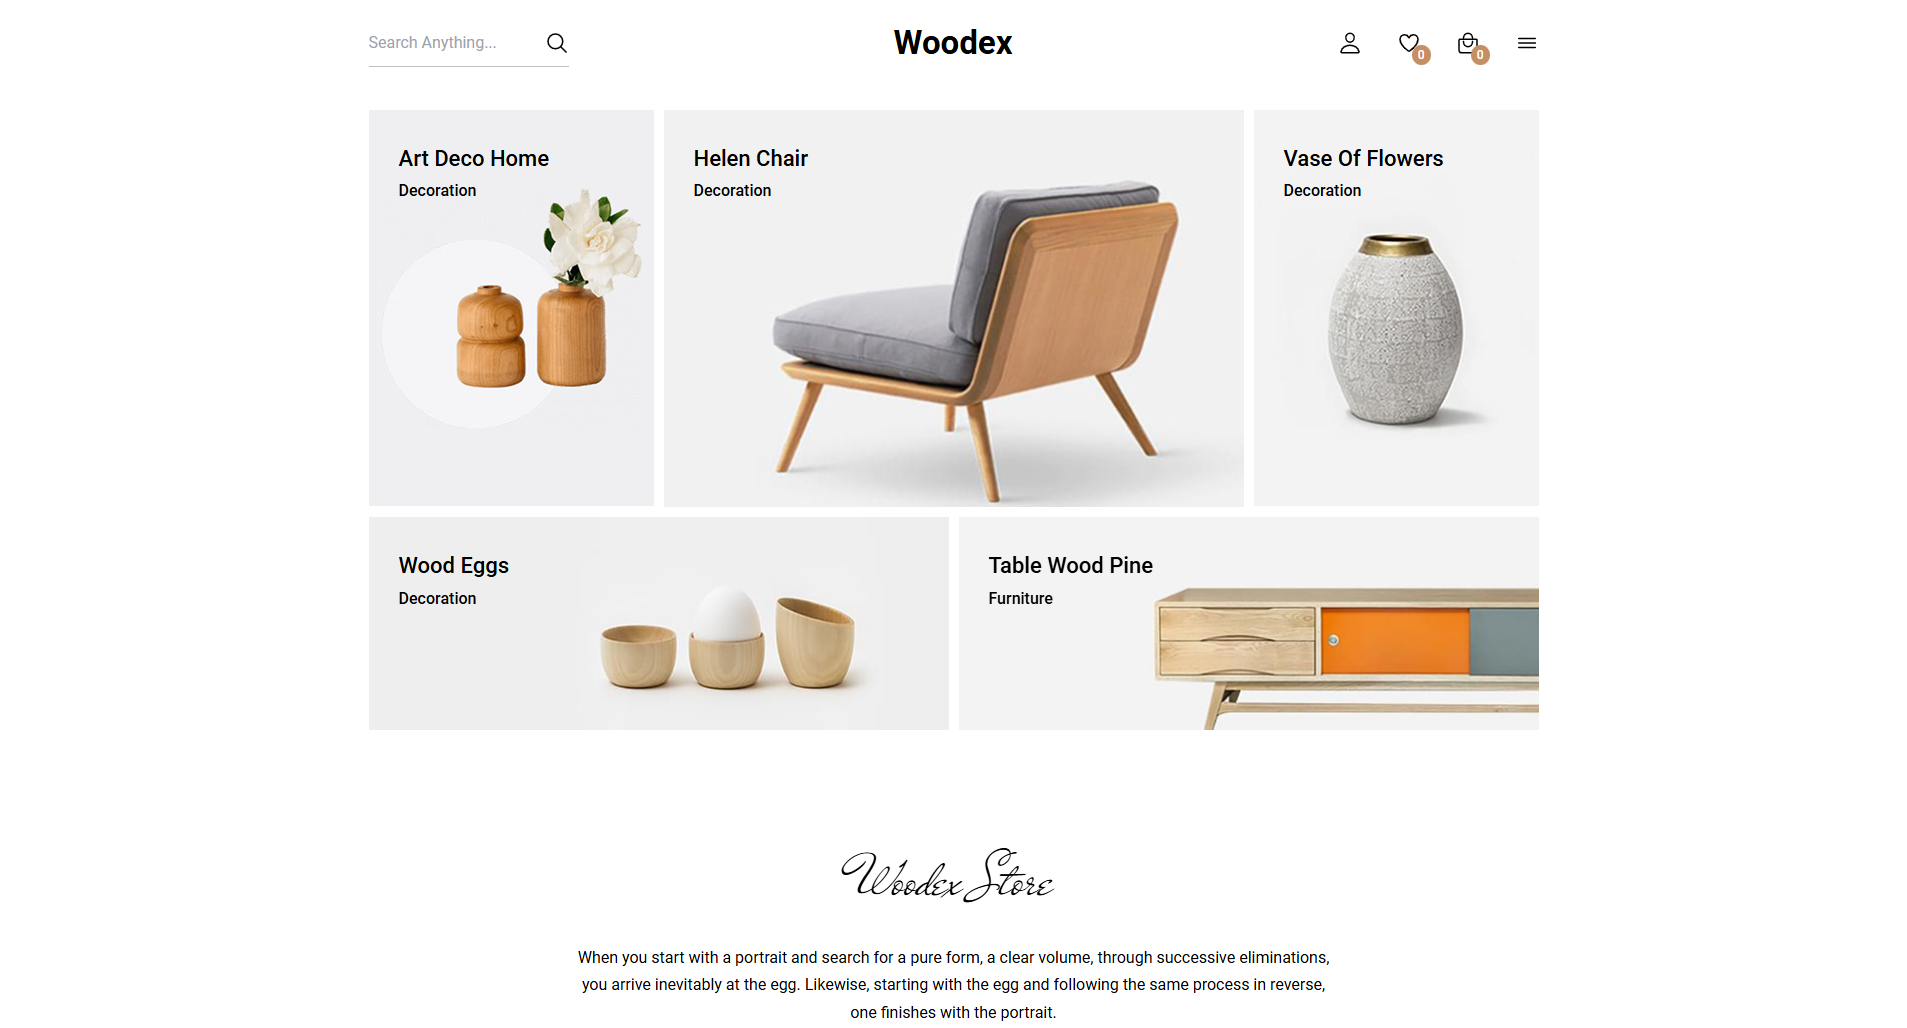 Search Anything...
Woodex
0
0
Art Deco Home
Decoration
Helen Chair
Decoration
Vase Of Flowers
Decoration
Wood Eggs
Decoration
Table Wood Pine
Furniture
Woodex Store
When you start with a portrait and search for a pure form, a clear volume, through successive eliminations,
you arrive inevitably at the egg. Likewise, starting with the egg and following the same process in reverse,
one finishes with the portrait.